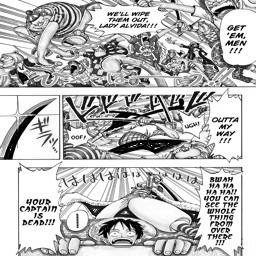 GET
'EM,
MEN
!!!
WE'LL WIPE
THEM OUT,
LADY ALVIDA!!!
OUTTA
MY
WAY!!!
UGH!
OOF!
BWAH
HA HA
HA!!
YOU CAN
SEE THE
WHOLE
THING
FROM
OVER
THERE
!!!
YOUR
CAPTAIN
IS
DEAD!!!